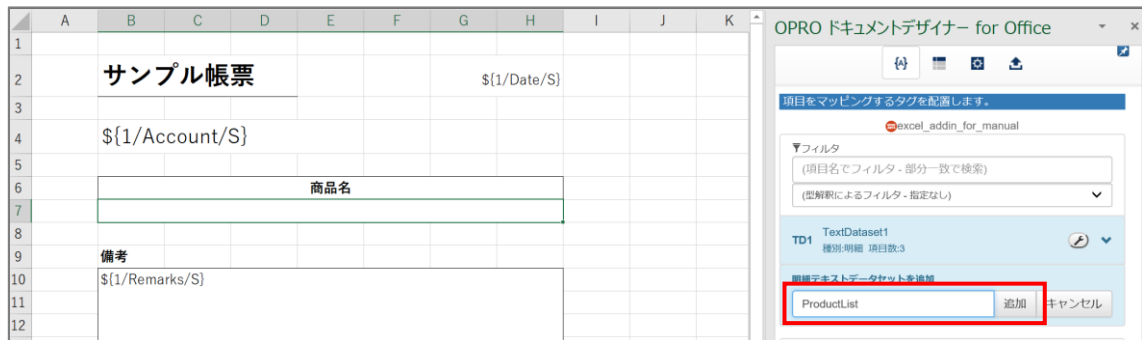 A B C D E F G H I J K
1
2 サンプル帳票 ${1/Date/S}
3
4 ${1/Account/S}
5
6 商品名
7
8
9 備考
10 ${1/Remarks/S}
11
12
OPRO ドキュメントデザイナー for Office
{A}
項目をマッピングするタグを配置します。
excel_addin_for_manual
フィルタ
(項目名でフィルタ - 部分一致で検索)
(型解釈によるフィルタ - 指定なし)
TD1 TextDataset1
種別:明細 項目数:3
明細テキストデータセットを追加
ProductList 追加 キャンセル